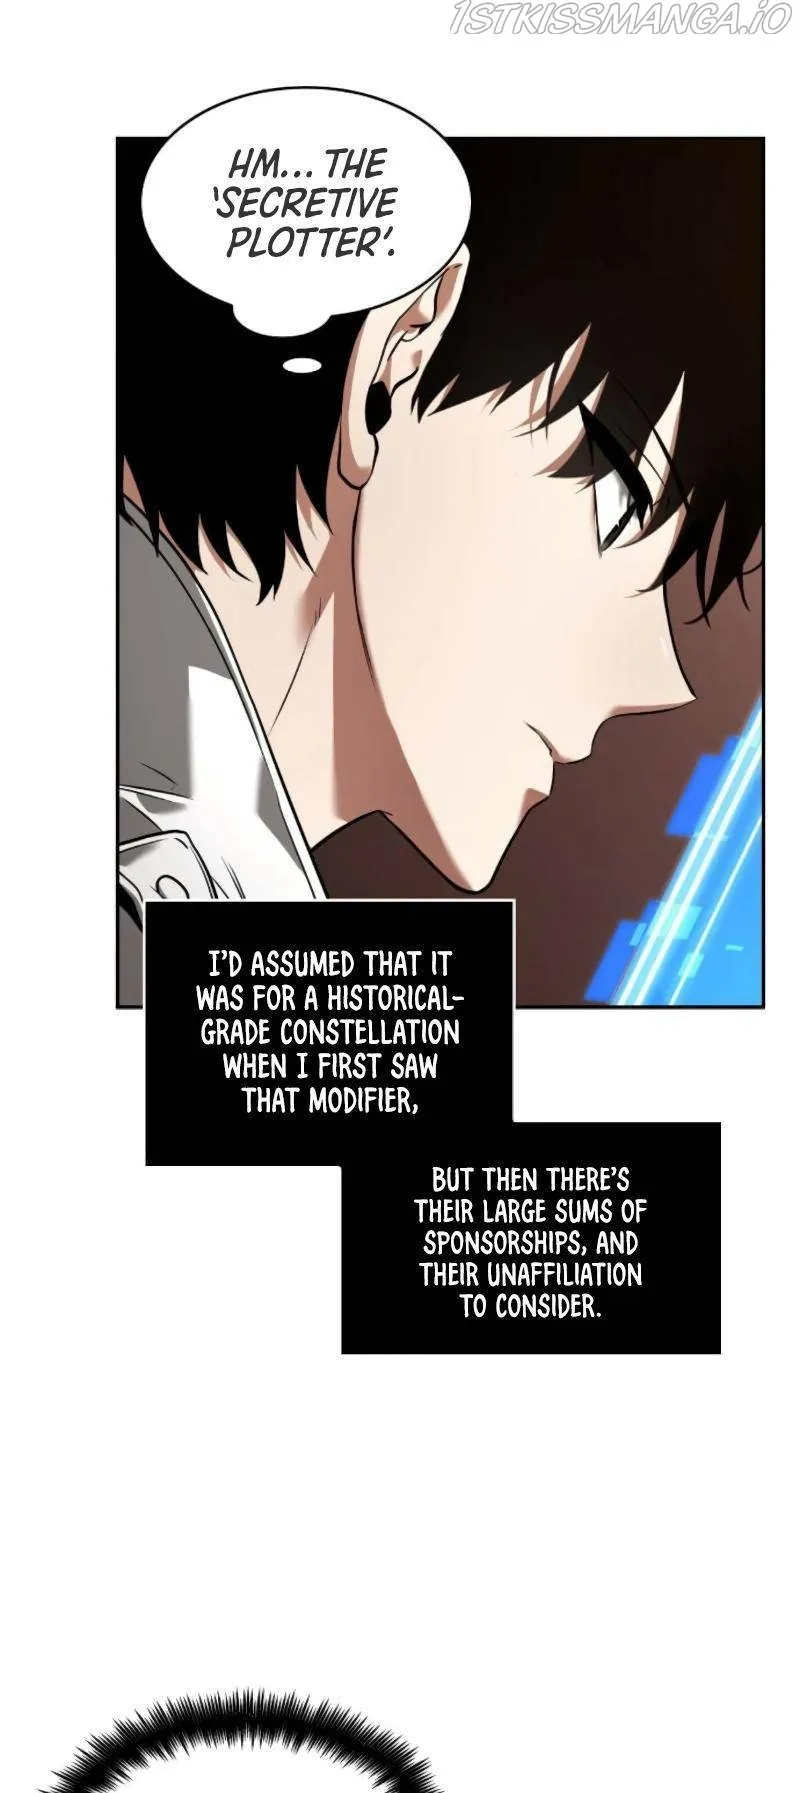 1STKISSMANGA.IO
HM... THE
'SECRETIVE
PLOTTER'.
I'D ASSUMED THAT IT
WAS FOR A HISTORICAL-
GRADE CONSTELLATION
WHEN I FIRST SAW
THAT MODIFIER,
BUT THEN THERE'S
THEIR LARGE SUMS OF
SPONSORSHIPS, AND
THEIR UNAFFILIATION
TO CONSIDER.